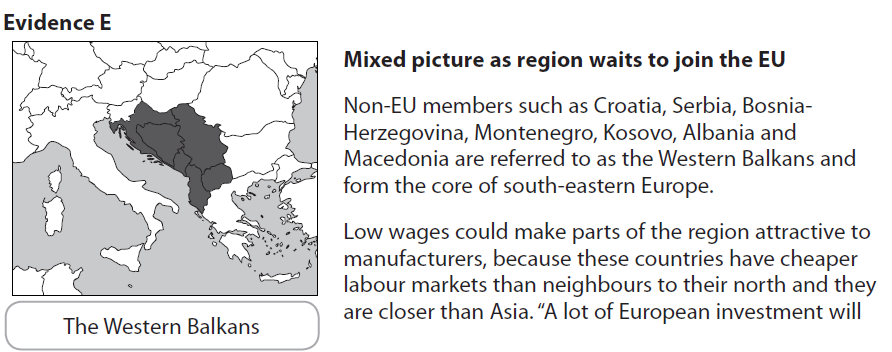 Evidence E
Mixed picture as region waits to join the EU
Non-EU members such as Croatia, Serbia, Bosnia-
Herzegovina, Montenegro, Kosovo, Albania and
Macedonia are referred to as the Western Balkans and
form the core of south-eastern Europe.
Low wages could make parts of the region attractive to
manufacturers, because these countries have cheaper
labour markets than neighbours to their north and they
are closer than Asia. “A lot of European investment will
The Western Balkans